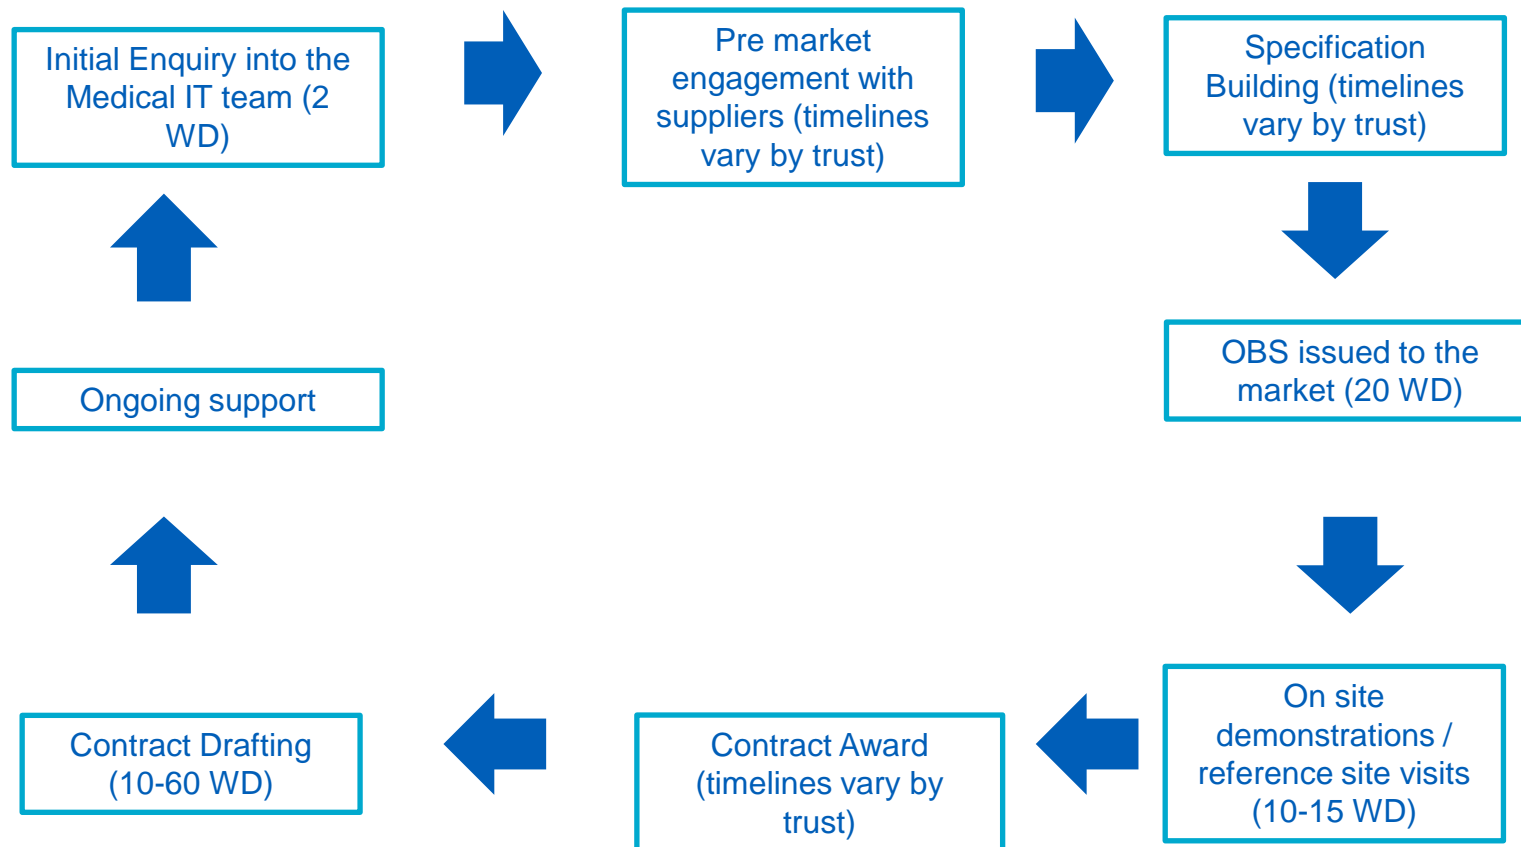 Initial Enquiry into the
Medical IT team (2
WD)
Pre market
engagement with
suppliers (timelines
vary by trust)
Specification
Building (timelines
vary by trust)
OBS issued to the
market (20 WD)
On site
demonstrations /
reference site visits
(10-15 WD)
Contract Award
(timelines vary by
trust)
Contract Drafting
(10-60 WD)
Ongoing support